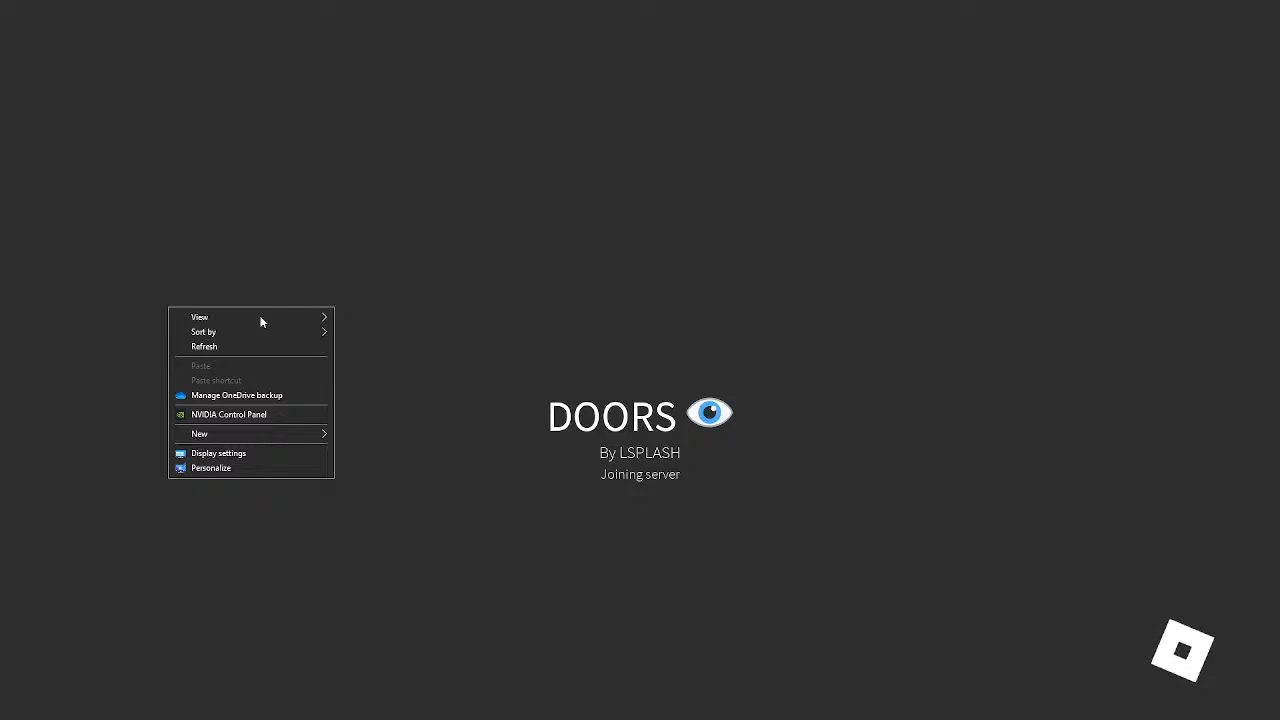 View
Sort by
Refresh
Paste
Paste shortcut
Manage OneDrive backup
NVIDIA Control Panel
New
Display settings
Personalize
DOORS
By LSPLASH
Joining server